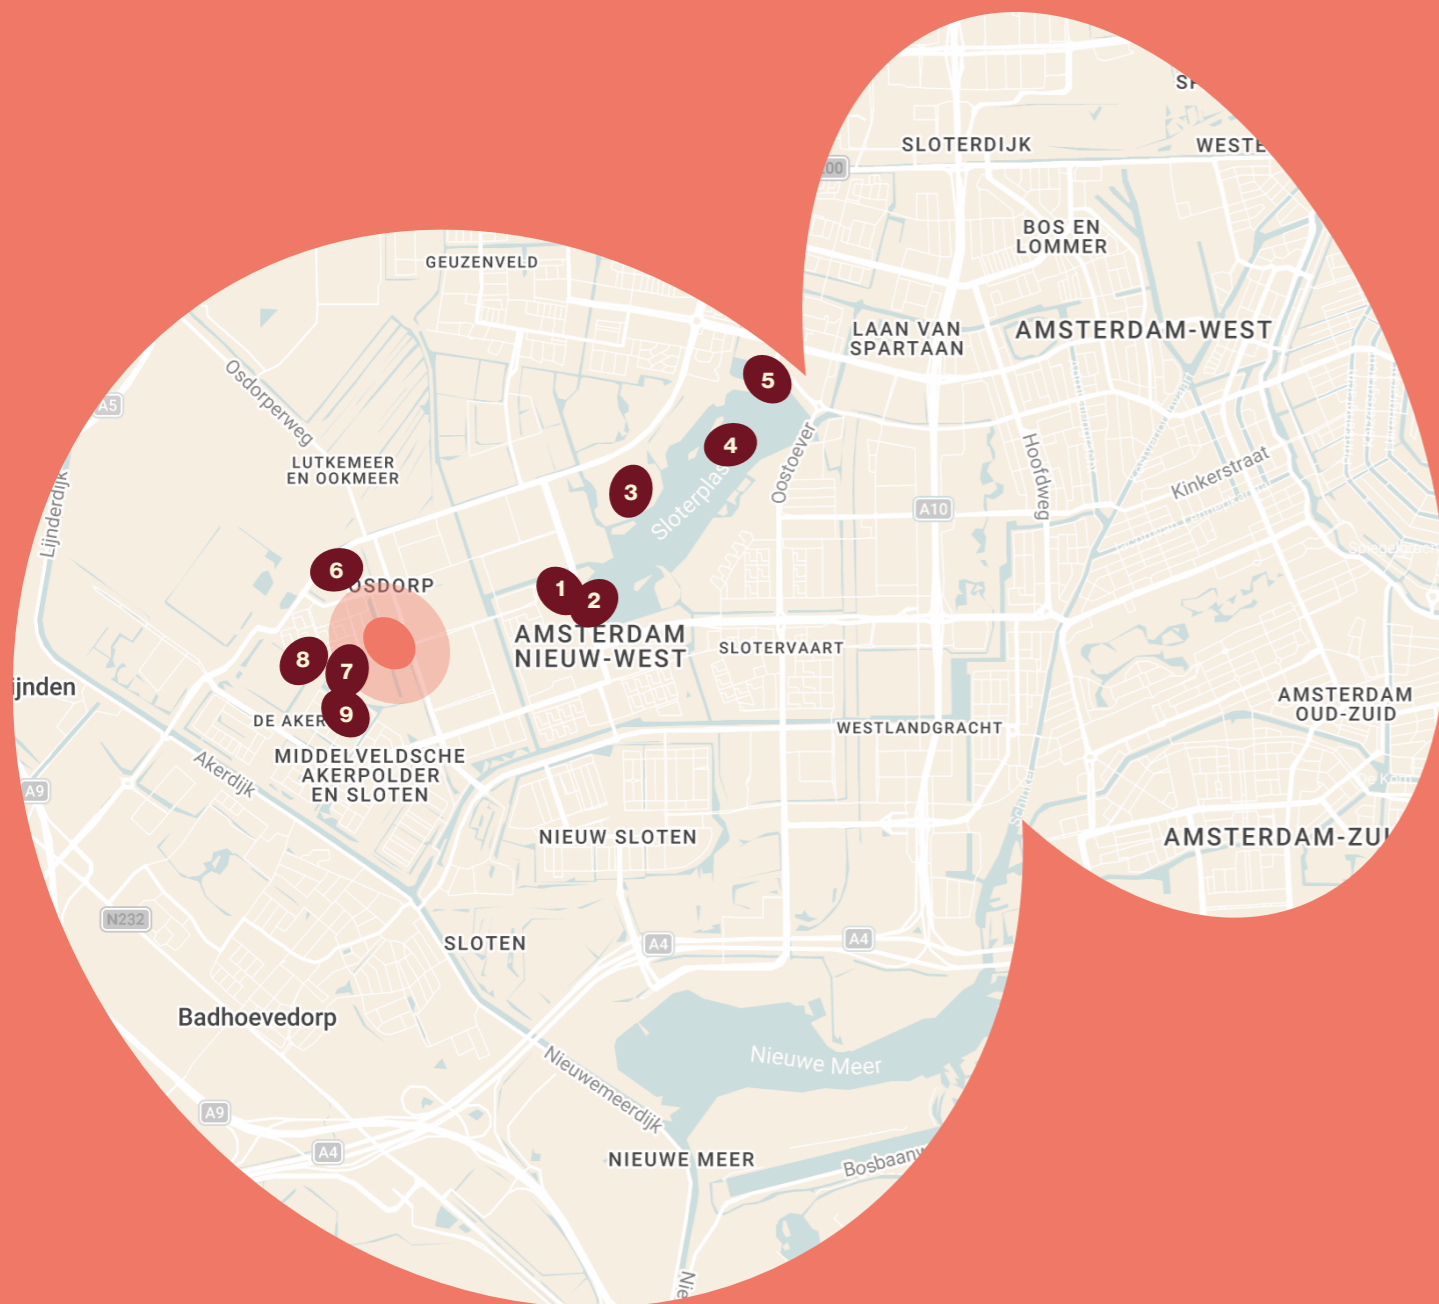 SLOTERDIJK
WESTE
BOS EN
LOMMER
GEUZENVELD
LAAN VAN
SPARTAAN
AMSTERDAM-WEST
5
Osdorperweg
A5
4
Oostoever
Hoofdweg
Kinkerstraat
LUTKEMEER
EN OOKMEER
3
Sloterplas
Lijnderdijk
A10
6
OSDORP
1
2
AMSTERDAM
NIEUW-WEST
SLOTERVAART
8
7
ijnden
9
DE AKER
AMSTERDAM
OUD-ZUID
WESTLANDGRACHT
MIDDELVELDSCHE
AKERPOLDER
EN SLOTEN
Akerdijk
A9
NIEUW SLOTEN
AMSTERDAM-ZUI
N232
SLOTEN
A4
A4
Badhoevedorp
Nieuwe Meer
Nieuwemeerdijk
A9
A4
NIEUWE MEER
Bosbaanw
Nie